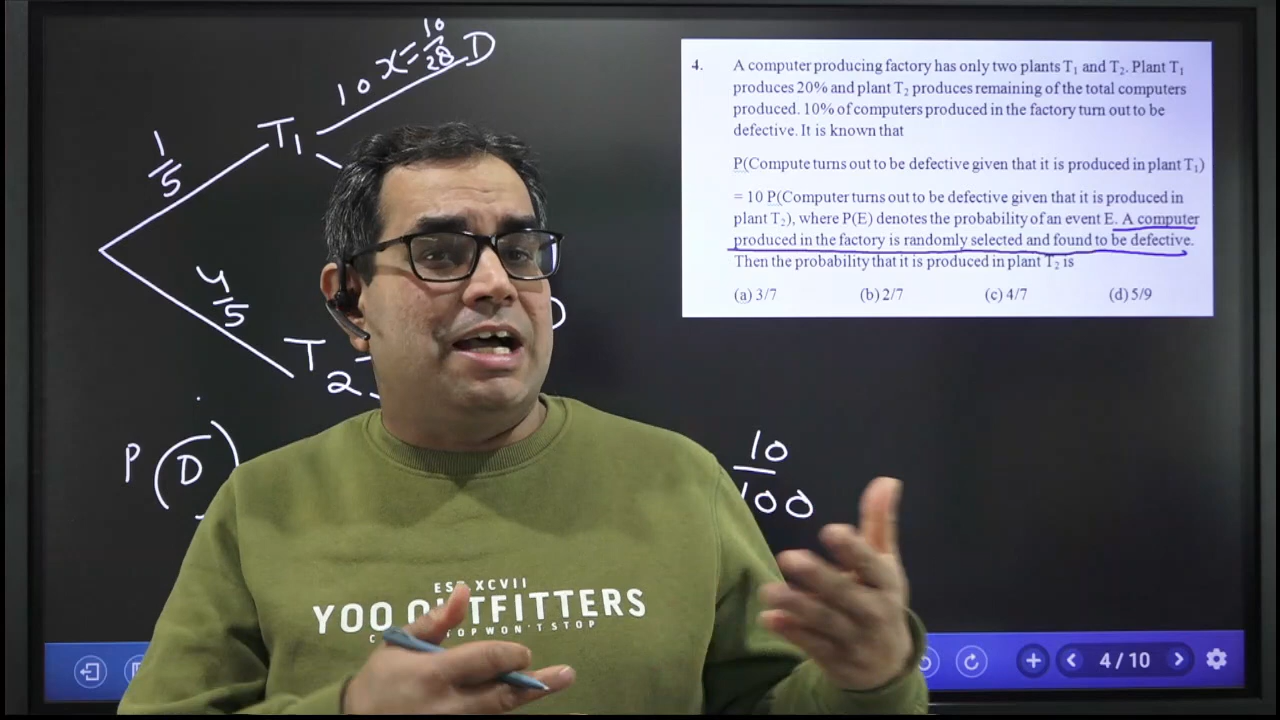 10 x = 10/28 D
T1
1/5
4/5
T2
P(D)
10/100
4. A computer producing factory has only two plants T1 and T2. Plant T1
produces 20% and plant T2 produces remaining of the total computers
produced. 10% of computers produced in the factory turn out to be
defective. It is known that
P(Compute turns out to be defective given that it is produced in plant T1)
= 10 P(Computer turns out to be defective given that it is produced in
plant T2), where P(E) denotes the probability of an event E. A computer
produced in the factory is randomly selected and found to be defective.
Then the probability that it is produced in plant T2 is
(a) 3/7 (b) 2/7 (c) 4/7 (d) 5/9
XCVII
YOO OUTFITTERS
STOP WON'T STOP
4 / 10